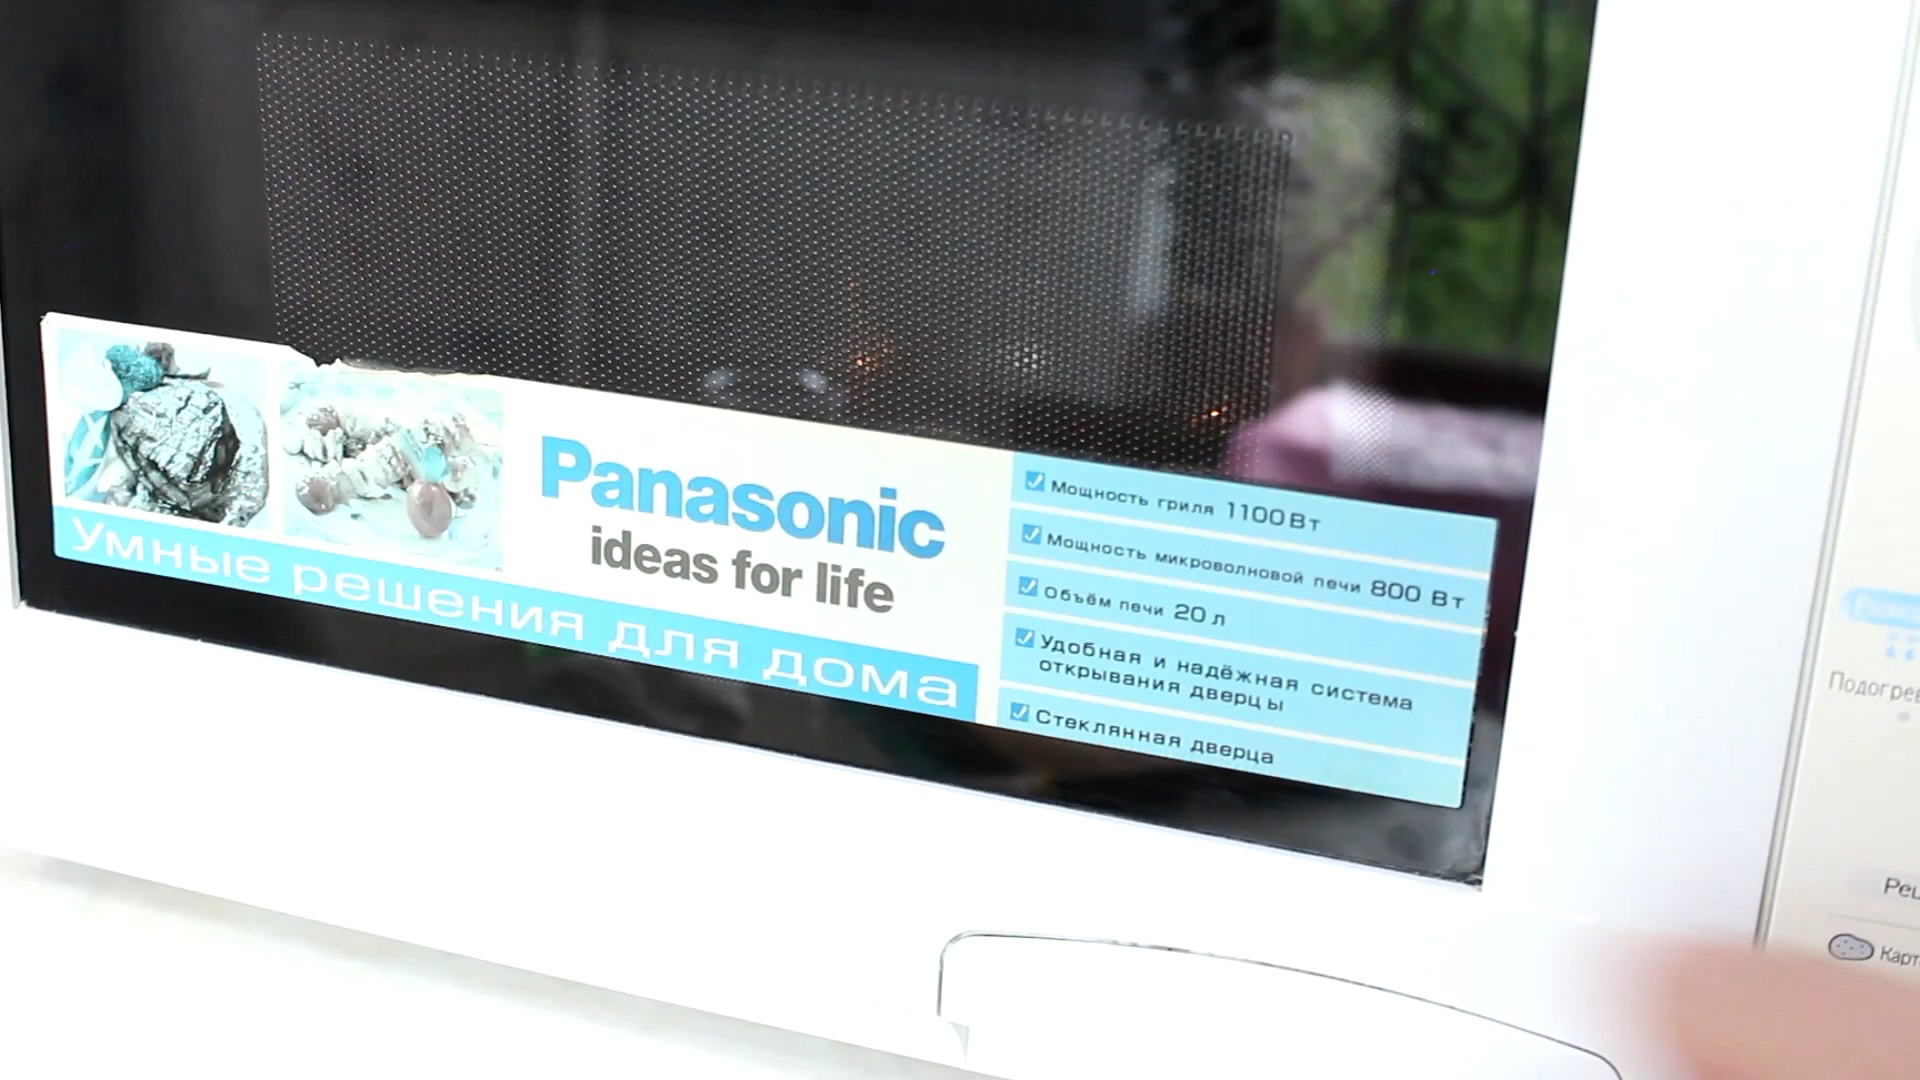 Panasonic
ideas for life
Умные решения для дома
Мощность гриля 1100Вт
Мощность микроволновой печи 800 Вт
Объём печи 20 л
Удобная и надёжная система
открывания дверцы
Стеклянная дверца
Подогрев